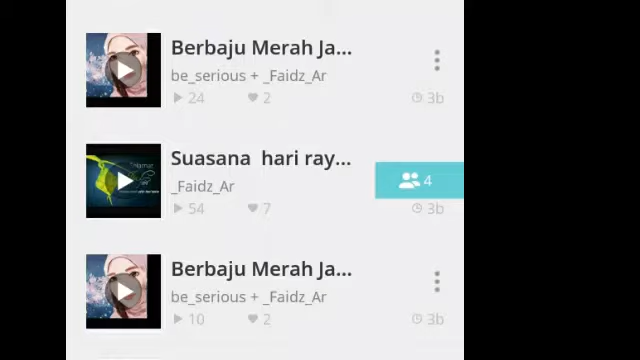 Berbaju Merah Ja...
be_serious + _Faidz_Ar
24 2 3b
Suasana hari ray...
4
_Faidz_Ar
54 7 3b
Berbaju Merah Ja...
be_serious + _Faidz_Ar
10 2 3b